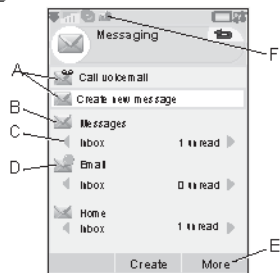 Messaging
F
A
Call voicemail
Create new message
B
Messages
C
Inbox 1 unread
D
Email
Inbox 0 unread
Home
Inbox 1 unread
E
Create More